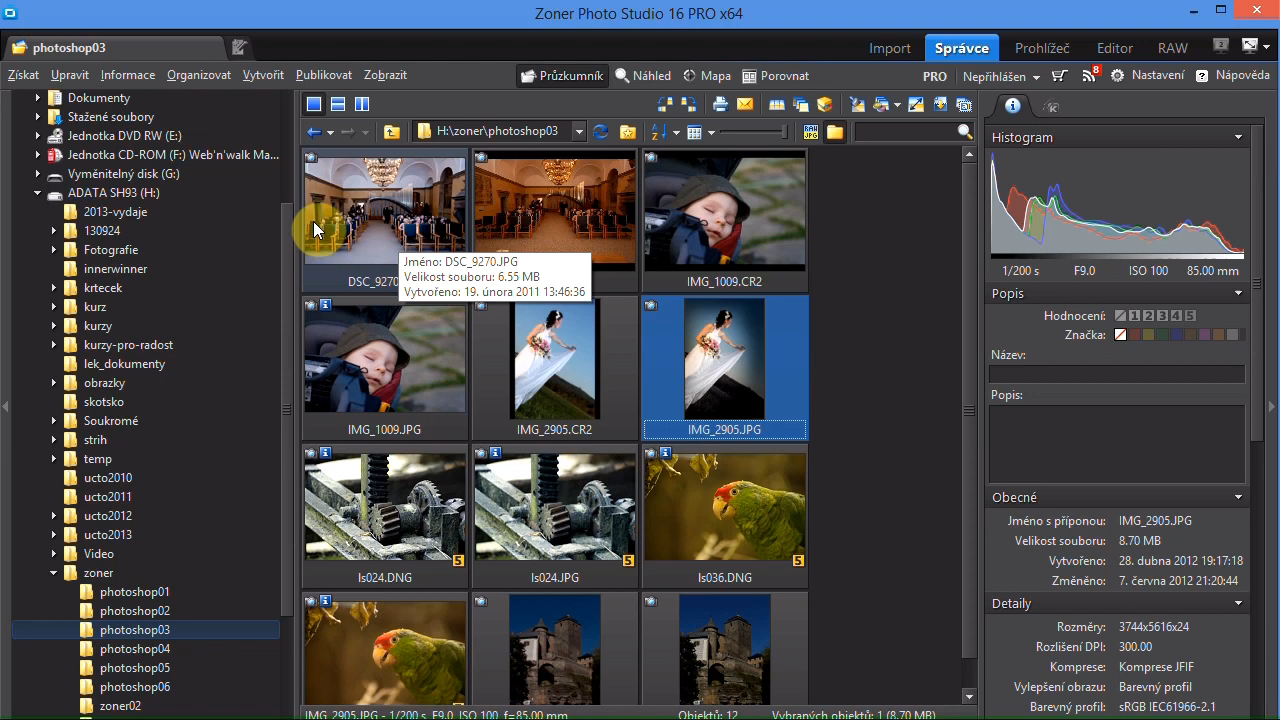 Zoner Photo Studio 16 PRO x64
photoshop03
Import
Správce
Prohlížeč
Editor
RAW
Získat
Upravit
Informace
Organizovat
Vytvořit
Publikovat
Zobrazit
Průzkumník
Náhled
Mapa
Porovnat
PRO
Nepřihlášen
8
Nastavení
Nápověda
Dokumenty
Stažené soubory
Jednotka DVD RW (E:)
Jednotka CD-ROM (F:) Web'n'walk Ma...
Vyměnitelný disk (G:)
ADATA SH93 (H:)
2013-vydaje
130924
Fotografie
innerwinner
krtecek
kurz
kurzy
kurzy-pro-radost
lek_dokumenty
obrazky
skotsko
Soukromé
strih
temp
ucto2010
ucto2011
ucto2012
ucto2013
Video
zoner
photoshop01
photoshop02
photoshop03
photoshop04
photoshop05
photoshop06
zoner02
H:\zoner\photoshop03
RAW
JPG
DSC_9270
Jméno: DSC_9270.JPG
Velikost souboru: 6.55 MB
Vytvořeno: 19. února 2011 13:46:36
IMG_1009.CR2
IMG_1009.JPG
IMG_2905.CR2
IMG_2905.JPG
5
5
5
ls024.DNG
ls024.JPG
ls036.DNG
IMG_2905.JPG - 1/200 s, F9.0, ISO 100, f=85.00 mm
Objektů: 12
Vybraných objektů: 1 (8.70 MB)
Histogram
1/200 s
F9.0
ISO 100
85.00 mm
Popis
Hodnocení:
1 2 3 4 5
Značka:
Název:
Popis:
Obecné
Jméno s příponou: IMG_2905.JPG
Velikost souboru: 8.70 MB
Vytvořeno: 28. dubna 2012 19:17:18
Změněno: 7. června 2012 21:20:44
Detaily
Rozměry: 3744x5616x24
Rozlišení DPI: 300.00
Komprese: Komprese JFIF
Vylepšení obrazu: Barevný profil
Barevný profil: sRGB IEC61966-2.1